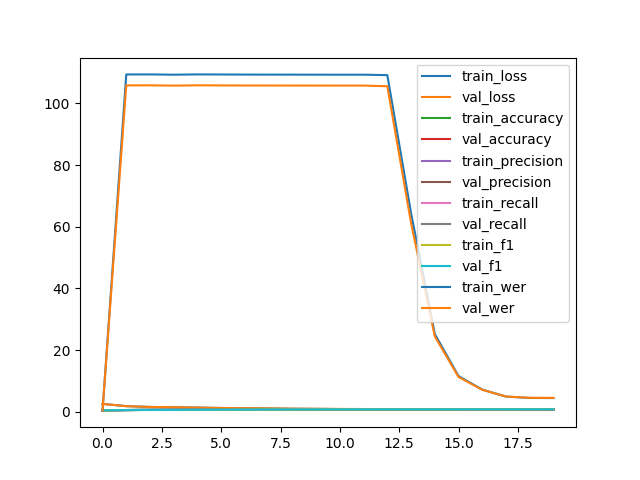 100
80
60
40
20
0
0.0 2.5 5.0 7.5 10.0 12.5 15.0 17.5
train_loss
val_loss
train_accuracy
val_accuracy
train_precision
val_precision
train_recall
val_recall
train_f1
val_f1
train_wer
val_wer